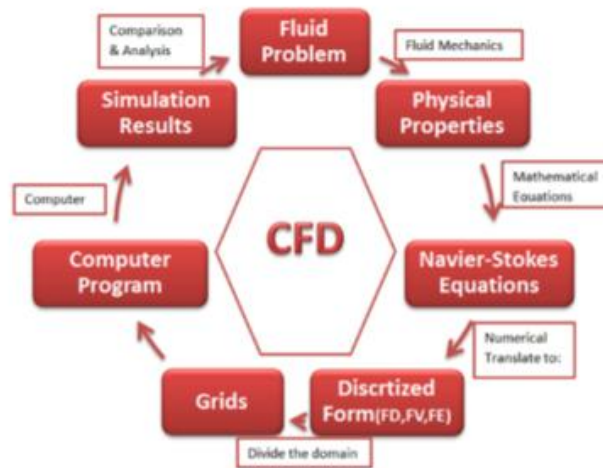 Comparison
& Analysis
Fluid
Problem
Fluid Mechanics
Physical
Properties
Mathematical
Equations
Navier-Stokes
Equations
Numerical
Translate to:
Discrtized
Form(FD,FV,FE)
Divide the domain
Grids
Computer
Program
Computer
Simulation
Results
CFD